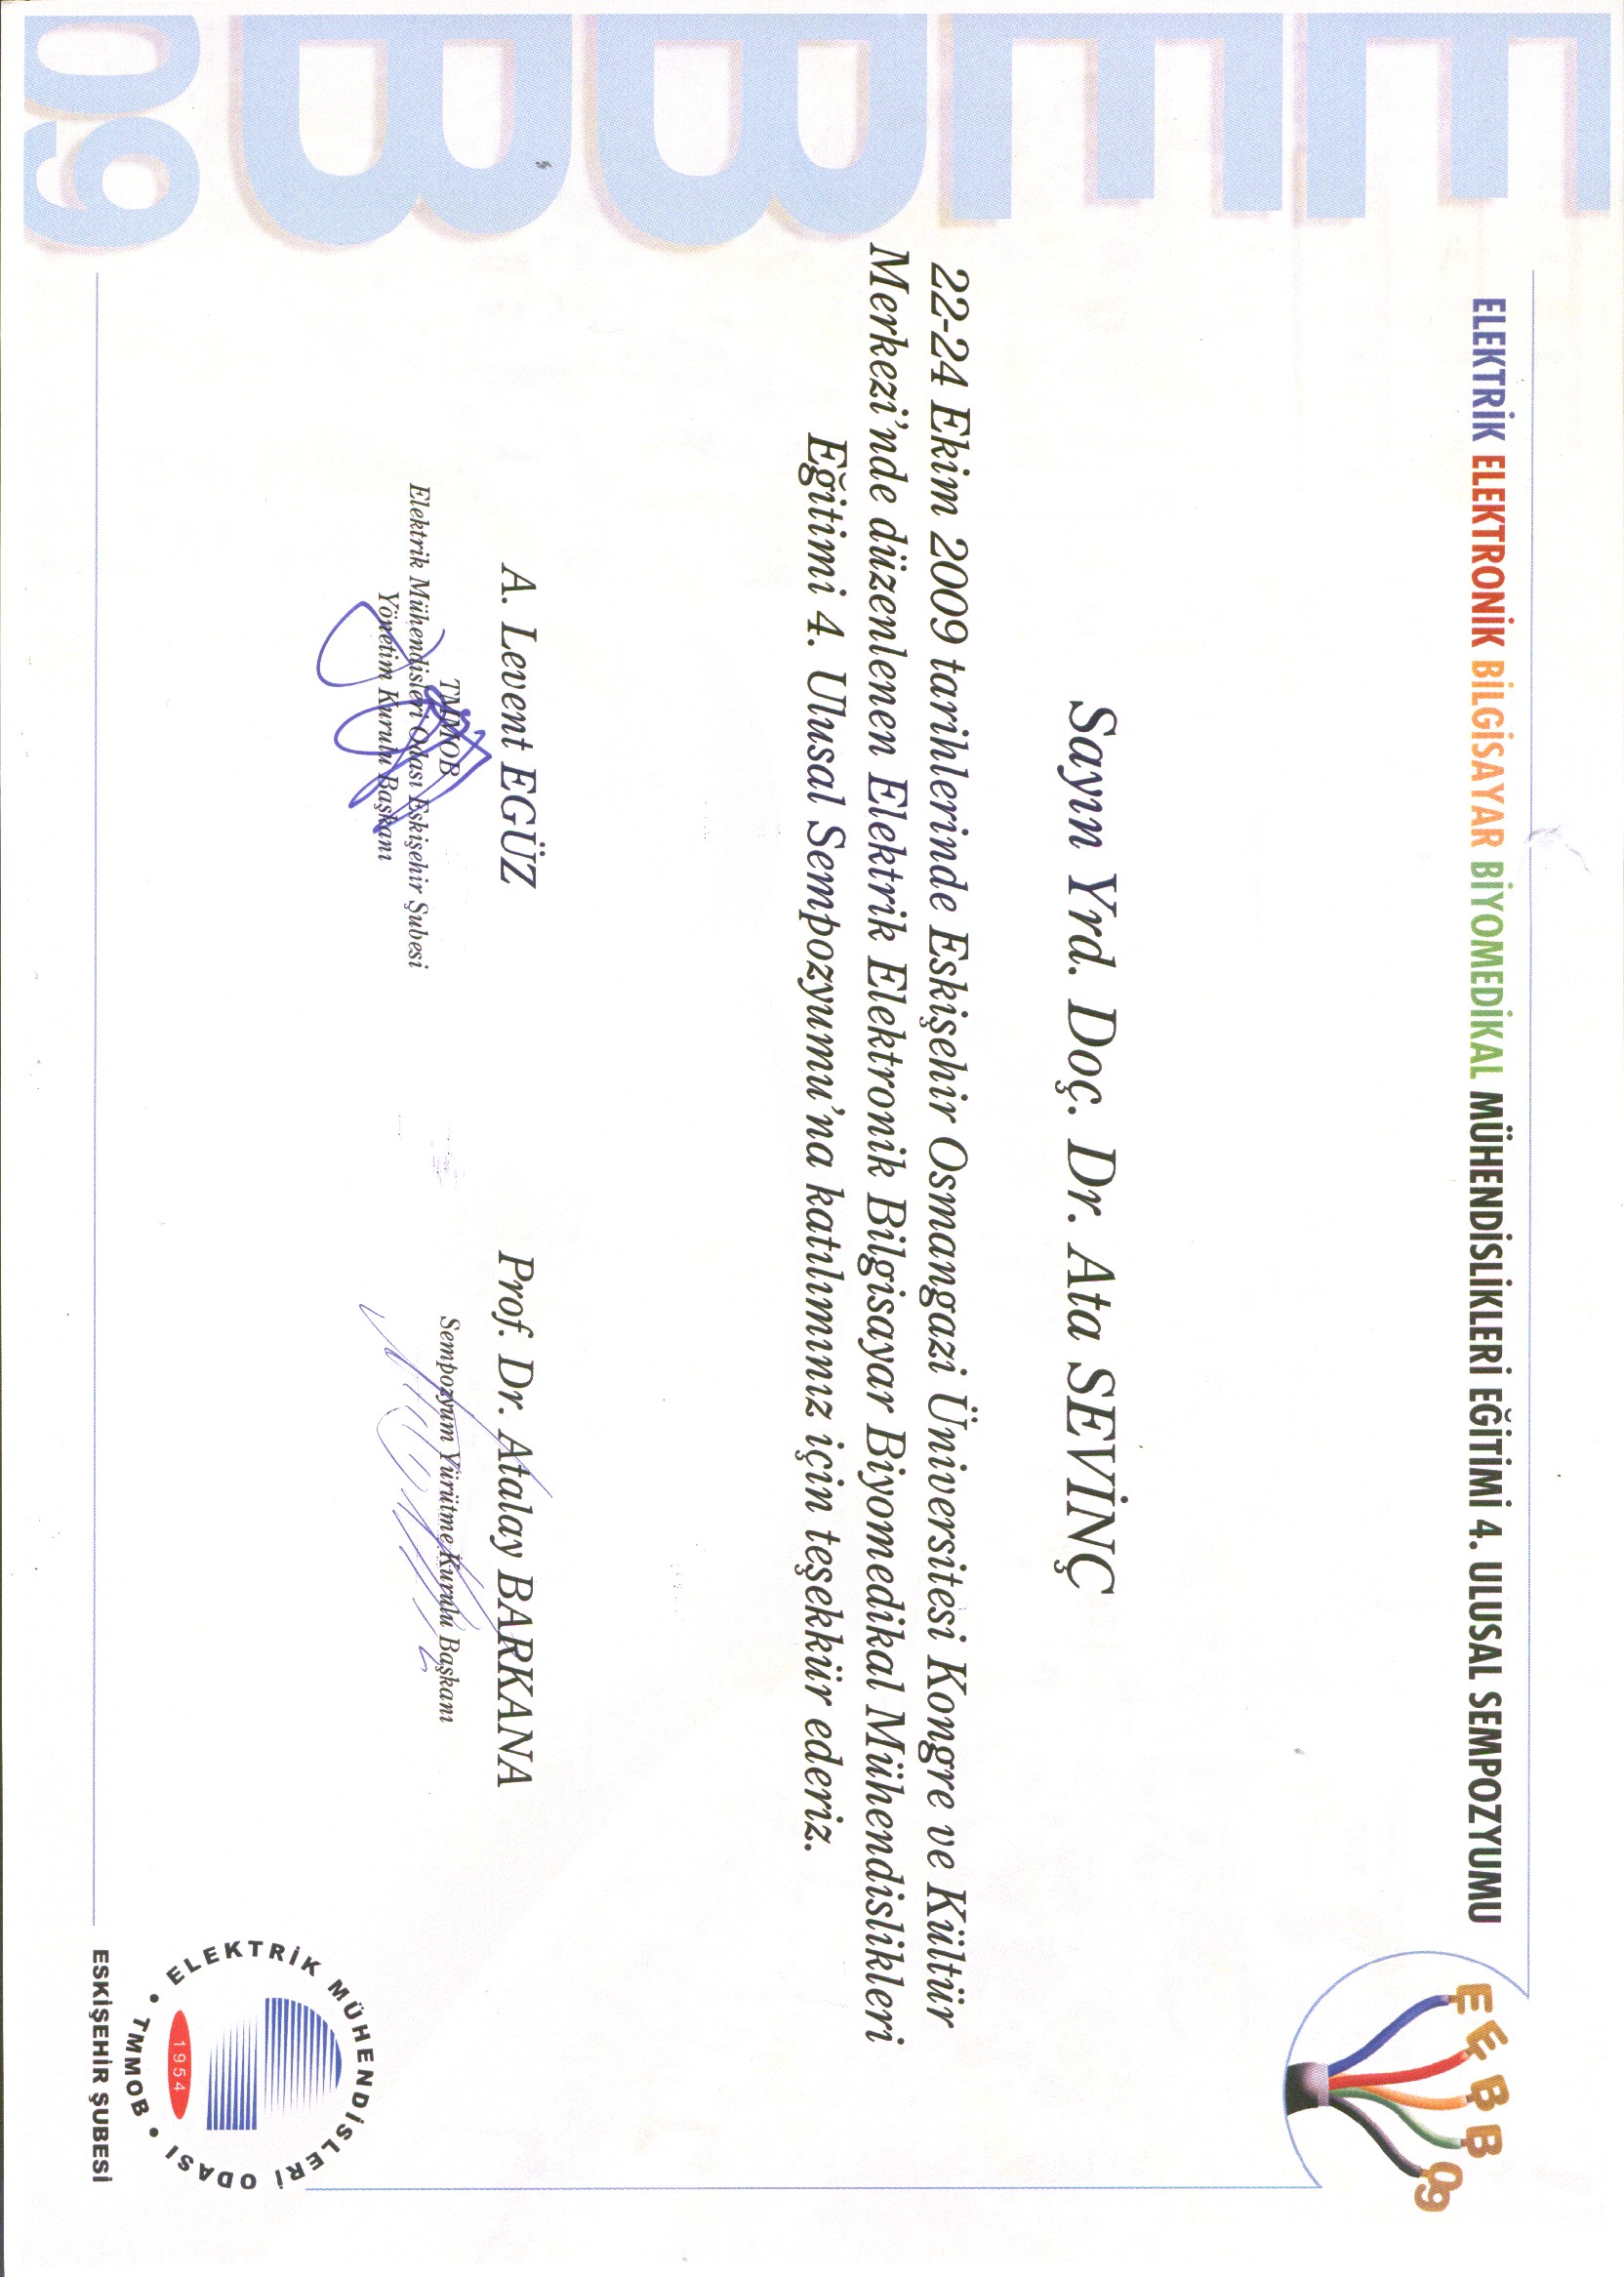 EEBB
09
ELEKTRİK ELEKTRONİK BİLGİSAYAR BİYOMEDİKAL MÜHENDİSLİKLERİ EĞİTİMİ 4. ULUSAL SEMPOZYUMU
EEBB09
Sayın Yrd. Doç. Dr. Ata SEVİNÇ
22-24 Ekim 2009 tarihlerinde Eskişehir Osmangazi Üniversitesi Kongre ve Kültür
Merkezi'nde düzenlenen Elektrik Elektronik Bilgisayar Biyomedikal Mühendislikleri
Eğitimi 4. Ulusal Sempozyumu'na katılımınız için teşekkür ederiz.
A. Levent EGÜZ
TMMOB
Elektrik Mühendisleri Odası Eskişehir Şubesi
Yönetim Kurulu Başkanı
Prof. Dr. Atalay BARKANA
Sempozyum Yürütme Kurulu Başkanı
ELEKTRİK MÜHENDİSLERİ ODASI • TMMOB •
1954
ESKİŞEHİR ŞUBESİ